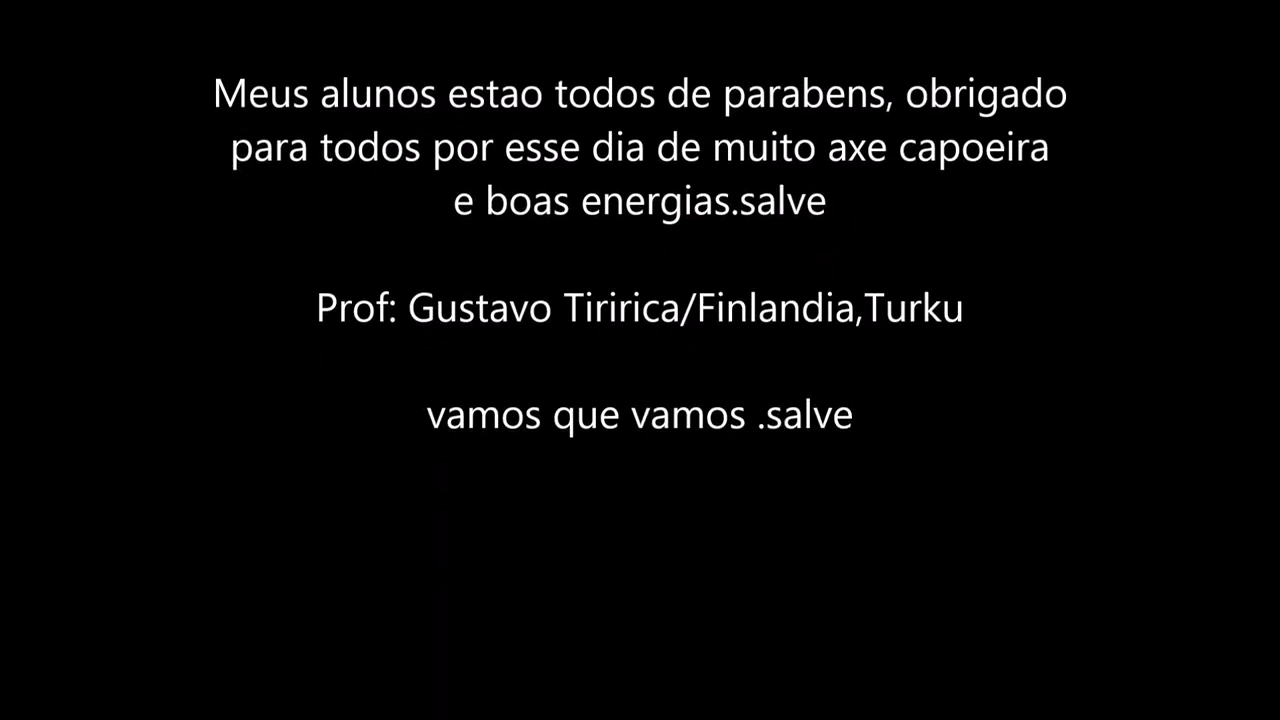 Meus alunos estao todos de parabens, obrigado
para todos por esse dia de muito axe capoeira
e boas energias.salve
Prof: Gustavo Tiririca/Finlandia,Turku
vamos que vamos .salve